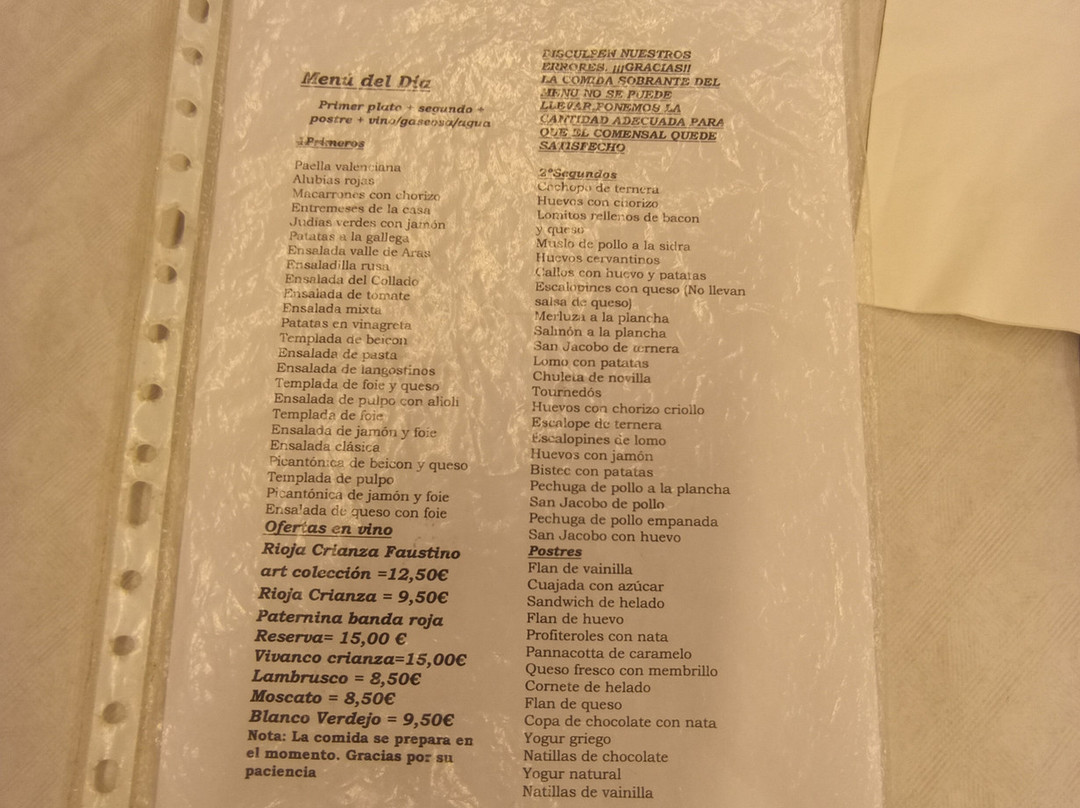 Menú del Día
Primer plato + segundo +
postre + vino/gaseosa/agua
1Primeros
Paella valenciana
Alubias rojas
Macarrones con chorizo
Entremeses de la casa
Judías verdes con jamón
Patatas a la gallega
Ensalada valle de Aras
Ensaladilla rusa
Ensalada del Collado
Ensalada de tomate
Ensalada mixta
Patatas en vinagreta
Templada de beicon
Ensalada de pasta
Ensalada de langostinos
Templada de foie y queso
Ensalada de pulpo con alioli
Templada de foie
Ensalada de jamón y foie
Ensalada clásica
Picantónica de beicon y queso
Templada de pulpo
Picantónica de jamón y foie
Ensalada de queso con foie
Ofertas en vino
Rioja Crianza Faustino
art colección =12,50€
Rioja Crianza = 9,50€
Paternina banda roja
Reserva= 15,00 €
Vivanco crianza=15,00€
Lambrusco = 8,50€
Moscato = 8,50€
Blanco Verdejo = 9,50€
Nota: La comida se prepara en
el momento. Gracias por su
paciencia
DISCULPEN NUESTROS
ERRORES. ¡¡¡GRACIAS!!
LA COMIDA SOBRANTE DEL
MENU NO SE PUEDE
LLEVAR.PONEMOS LA
CANTIDAD ADECUADA PARA
QUE EL COMENSAL QUEDE
SATISFECHO
2ºSegundos
Cachopo de ternera
Huevos con chorizo
Lomitos rellenos de bacon
y queso
Muslo de pollo a la sidra
Huevos cervantinos
Callos con huevo y patatas
Escalopines con queso (No llevan
salsa de queso)
Merluza a la plancha
Salmón a la plancha
San Jacobo de ternera
Lomo con patatas
Chuleta de novilla
Tournedós
Huevos con chorizo criollo
Escalope de ternera
Escalopines de lomo
Huevos con jamón
Bistec con patatas
Pechuga de pollo a la plancha
San Jacobo de pollo
Pechuga de pollo empanada
San Jacobo con huevo
Postres
Flan de vainilla
Cuajada con azúcar
Sandwich de helado
Flan de huevo
Profiteroles con nata
Pannacotta de caramelo
Queso fresco con membrillo
Cornete de helado
Flan de queso
Copa de chocolate con nata
Yogur griego
Natillas de chocolate
Yogur natural
Natillas de vainilla